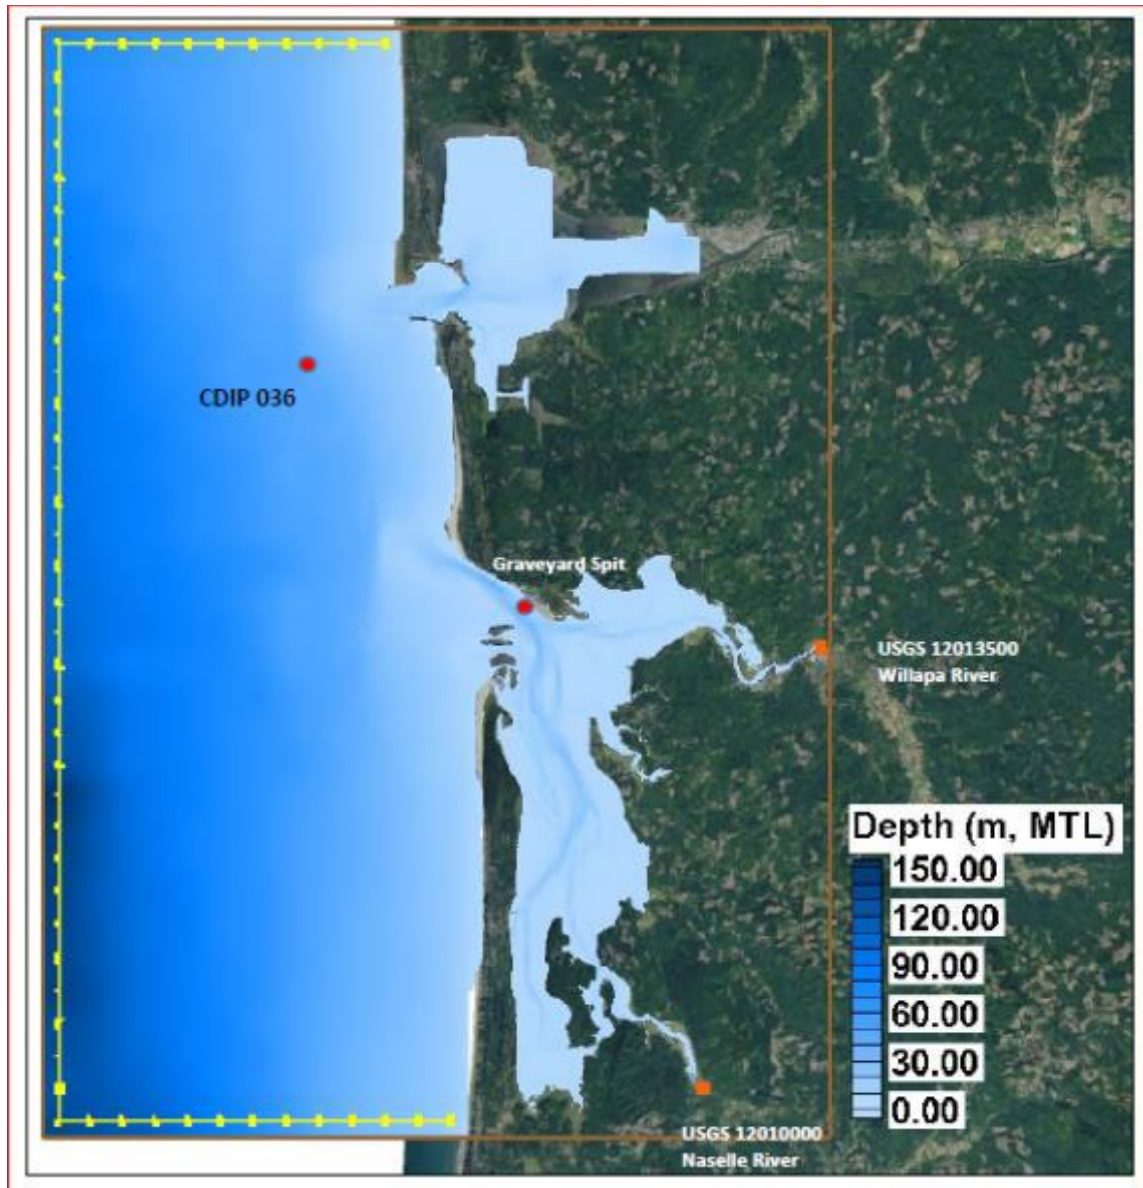 CDIP 036
Graveyard Spit
USGS 12013500
Willapa River
Depth (m, MTL)
150.00
120.00
90.00
60.00
30.00
0.00
USGS 12010000
Naselle River